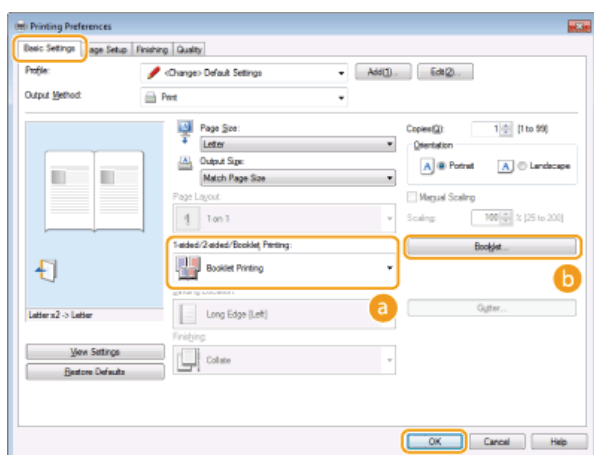 Printing Preferences
Basic Settings Page Setup Finishing Quality
Profile: <Change> Default Settings Add(1)... Edit(2)...
Output Method: Print
Page Size:
Letter
Output Size:
Match Page Size
Page Layout:
1 on 1
1-sided/2-sided/Booklet Printing:
Booklet Printing
a
Binding Location:
Long Edge [Left]
Finishing:
Collate
Copies(Q): 1 [1 to 99]
Orientation
A Portrait A Landscape
Manual Scaling
Scaling: 100 % [25 to 200]
Booklet...
b
Gutter...
Letter x2 -> Letter
View Settings
Restore Defaults
OK Cancel Help